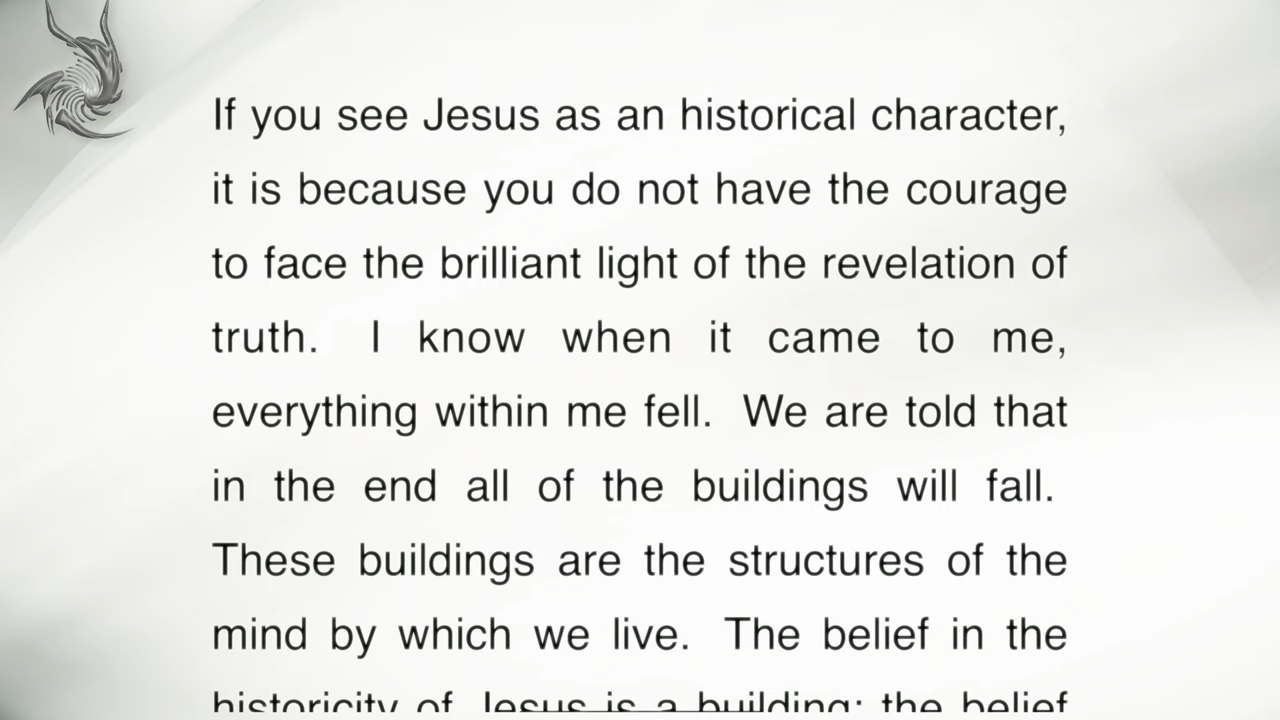 If you see Jesus as an historical character,
it is because you do not have the courage
to face the brilliant light of the revelation of
truth. I know when it came to me,
everything within me fell. We are told that
in the end all of the buildings will fall.
These buildings are the structures of the
mind by which we live. The belief in the
historicity of Jesus is a building; the belief